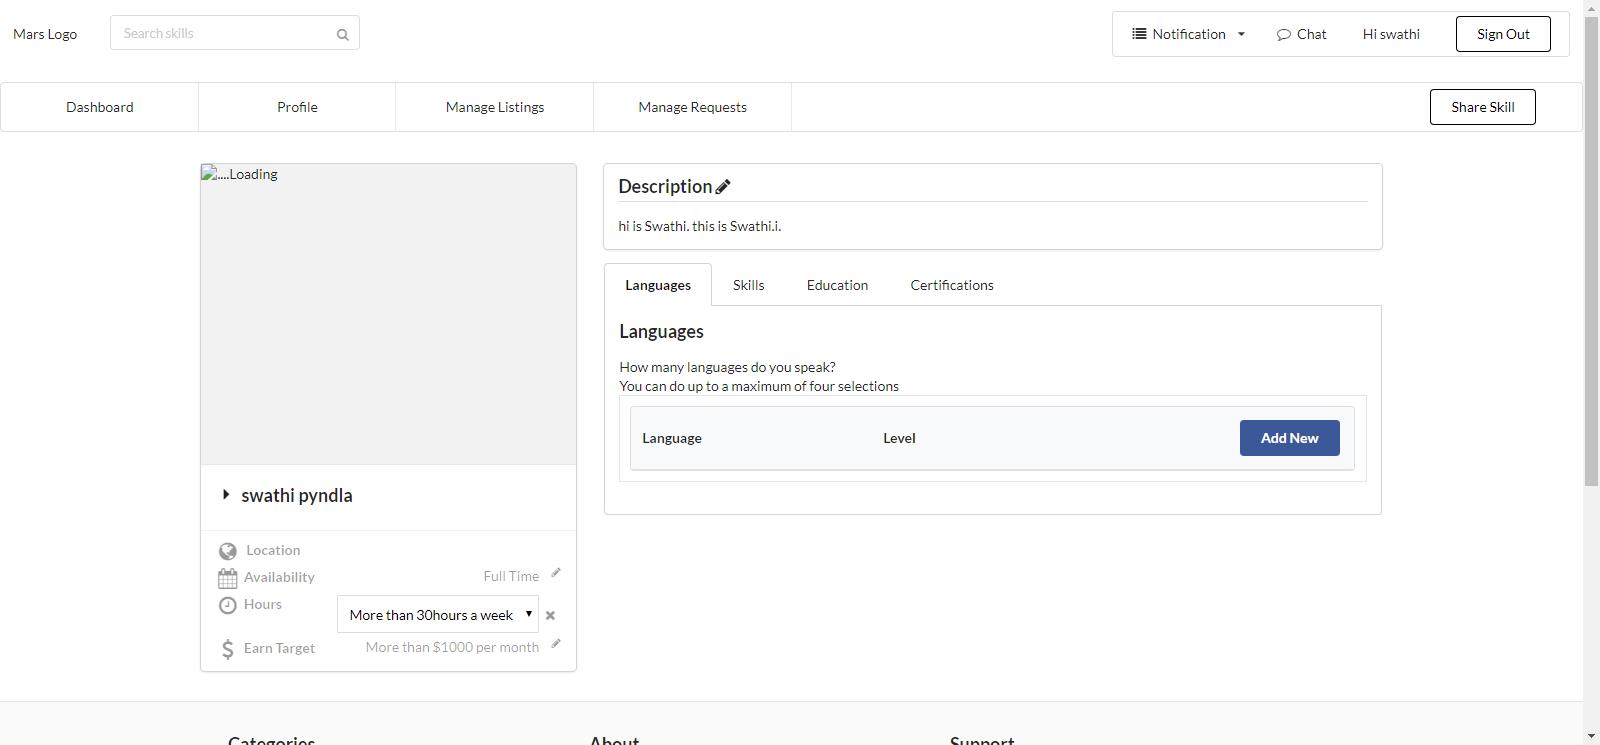 Mars Logo
Search skills
Notification
Chat
Hi swathi
Sign Out
Dashboard
Profile
Manage Listings
Manage Requests
Share Skill
....Loading
Description
hi is Swathi. this is Swathi.i.
Languages
Skills
Education
Certifications
Languages
How many languages do you speak?
You can do up to a maximum of four selections
Language
Level
Add New
swathi pyndla
Location
Availability
Full Time
Hours
More than 30hours a week
Earn Target
More than $1000 per month
Categories
About
Support